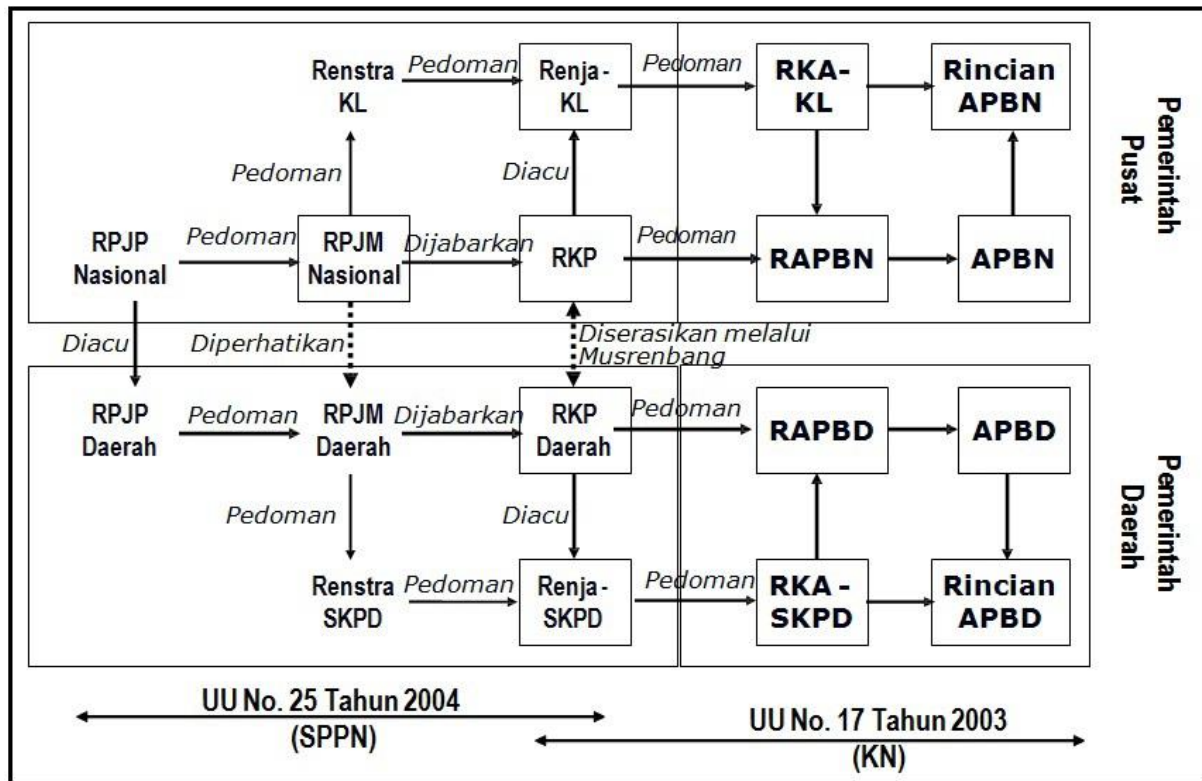 Renstra
KL
Pedoman
Renja-
KL
Pedoman
RKA-
KL
Rincian
APBN
Pemerintah
Pusat
Pedoman
Diacu
RPJP
Nasional
Pedoman
RPJM
Nasional
Dijabarkan
RKP
Pedoman
RAPBN
APBN
Diacu
Diperhatikan
Diserasikan melalui
Musrenbang
RPJP
Daerah
Pedoman
RPJM
Daerah
Dijabarkan
RKP
Daerah
Pedoman
RAPBD
APBD
Pemerintah
Daerah
Pedoman
Diacu
Renstra
SKPD
Pedoman
Renja-
SKPD
Pedoman
RKA -
SKPD
Rincian
APBD
UU No. 25 Tahun 2004
(SPPN)
UU No. 17 Tahun 2003
(KN)